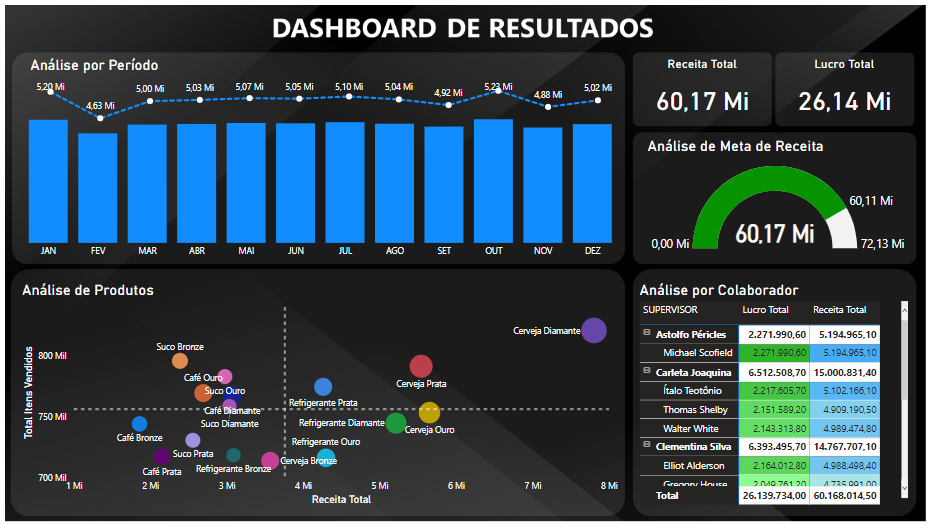 DASHBOARD DE RESULTADOS
Análise por Período
5,20 Mi 4,63 Mi 5,00 Mi 5,03 Mi 5,07 Mi 5,05 Mi 5,10 Mi 5,04 Mi 4,92 Mi 5,23 Mi 4,88 Mi 5,02 Mi
JAN FEV MAR ABR MAI JUN JUL AGO SET OUT NOV DEZ
Receita Total
60,17 Mi
Lucro Total
26,14 Mi
Análise de Meta de Receita
60,11 Mi
60,17 Mi
0,00 Mi
72,13 Mi
Análise de Produtos
Total Itens Vendidos
800 Mil
750 Mil
700 Mil
Cerveja Diamante
Suco Bronze
Café Ouro
Cerveja Prata
Suco Ouro
Refrigerante Prata
Café Diamante
Suco Diamante
Refrigerante Diamante
Cerveja Ouro
Café Bronze
Refrigerante Ouro
Suco Prata
Cerveja Bronze
Café Prata
Refrigerante Bronze
1 Mi 2 Mi 3 Mi 4 Mi 5 Mi 6 Mi 7 Mi 8 Mi
Receita Total
Análise por Colaborador
SUPERVISOR Lucro Total Receita Total
Astolfo Péricles 2.271.990,60 5.194.965,10
Michael Scofield 2.271.990,60 5.194.965,10
Carleta Joaquina 6.512.508,70 15.000.831,40
Ítalo Teotônio 2.217.605,70 5.102.166,10
Thomas Shelby 2.151.589,20 4.909.190,50
Walter White 2.143.313,80 4.989.474,80
Clementina Silva 6.393.495,70 14.767.707,10
Elliot Alderson 2.164.012,80 4.988.498,40
Gregory House 2.049.761,20 4.735.991,00
Total 26.139.734,00 60.168.014,50